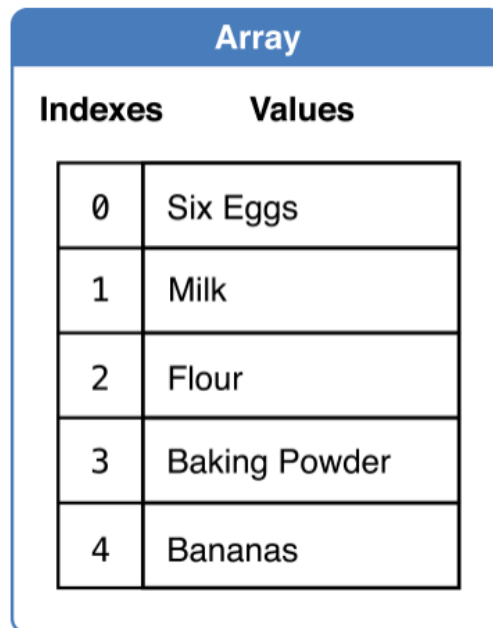 Array
Indexes Values
0 Six Eggs
1 Milk
2 Flour
3 Baking Powder
4 Bananas